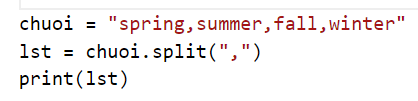 chuoi = "spring,summer,fall,winter"
lst = chuoi.split(",")
print(lst)